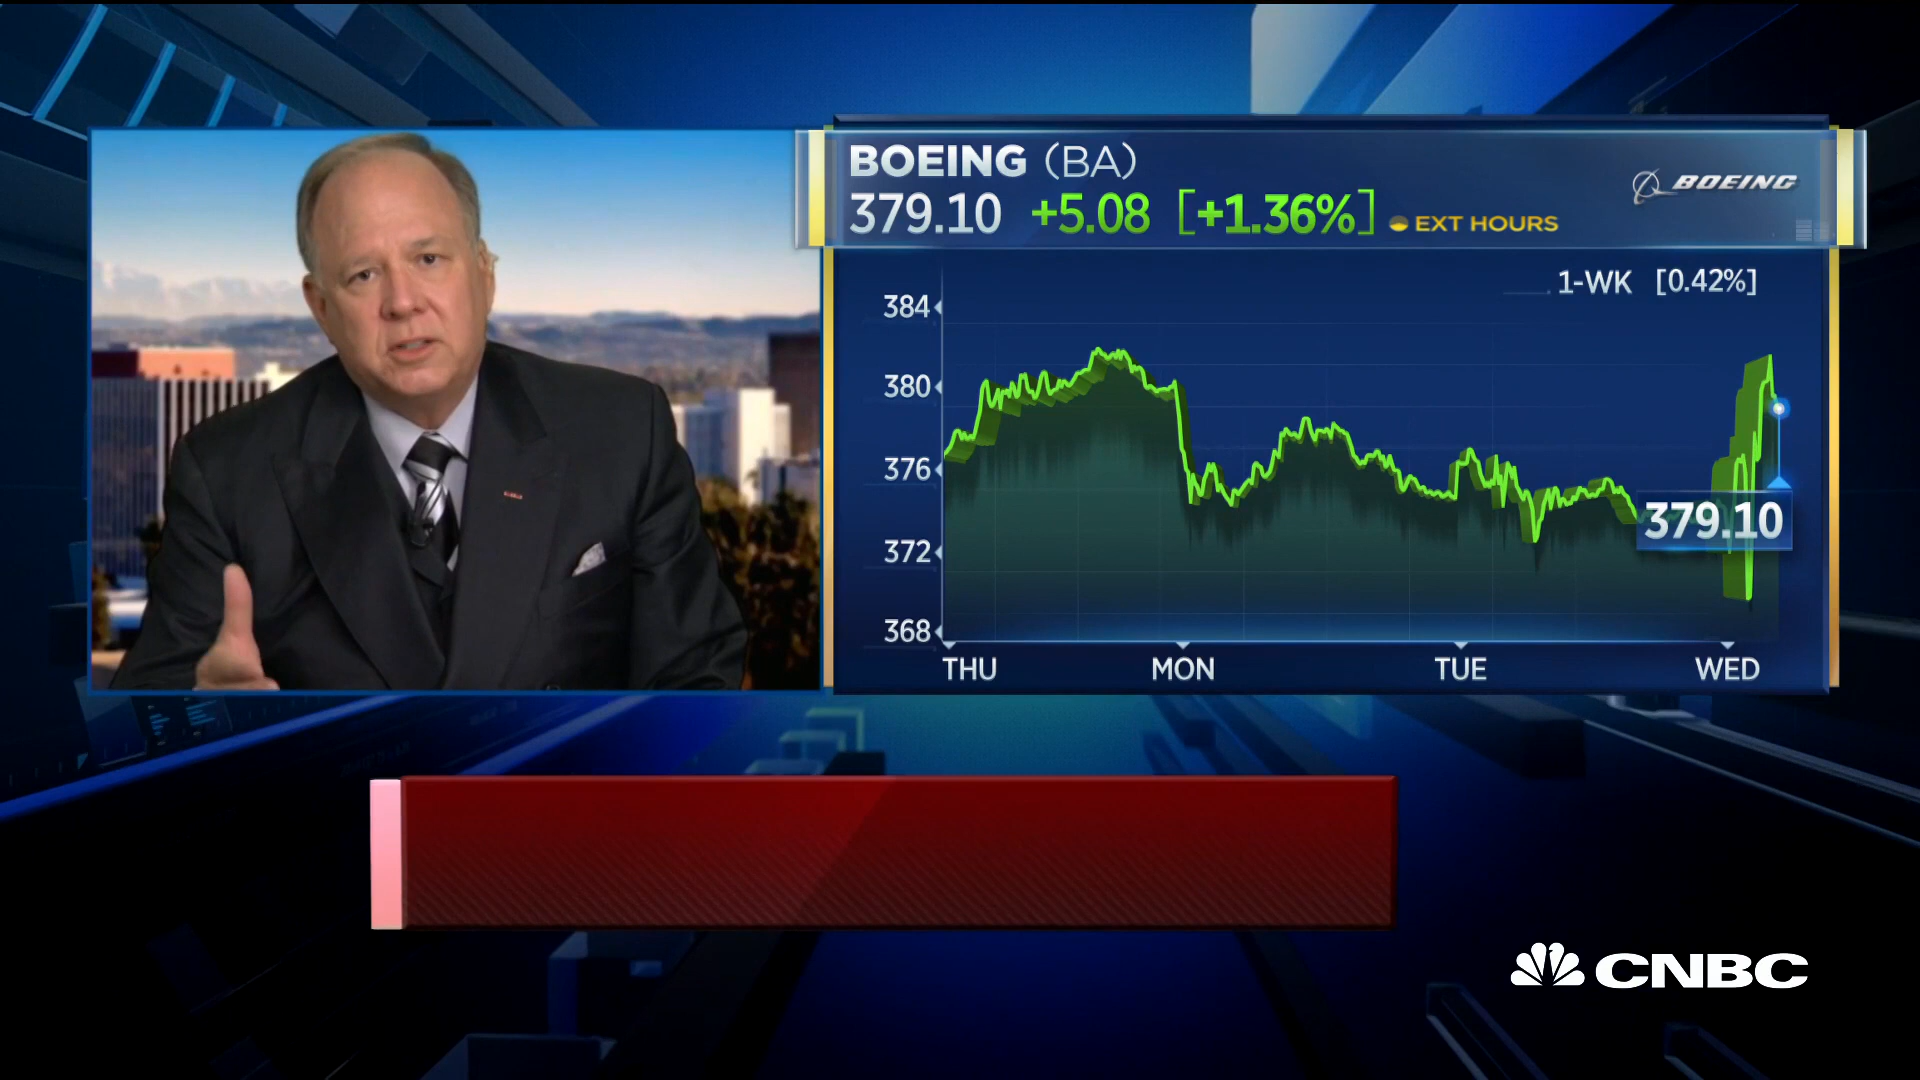 BOEING (BA)
379.10 +5.08 [+1.36%] EXT HOURS
BOEING
1-WK [0.42%]
384
380
376
372
368
379.10
THU MON TUE WED
CNBC